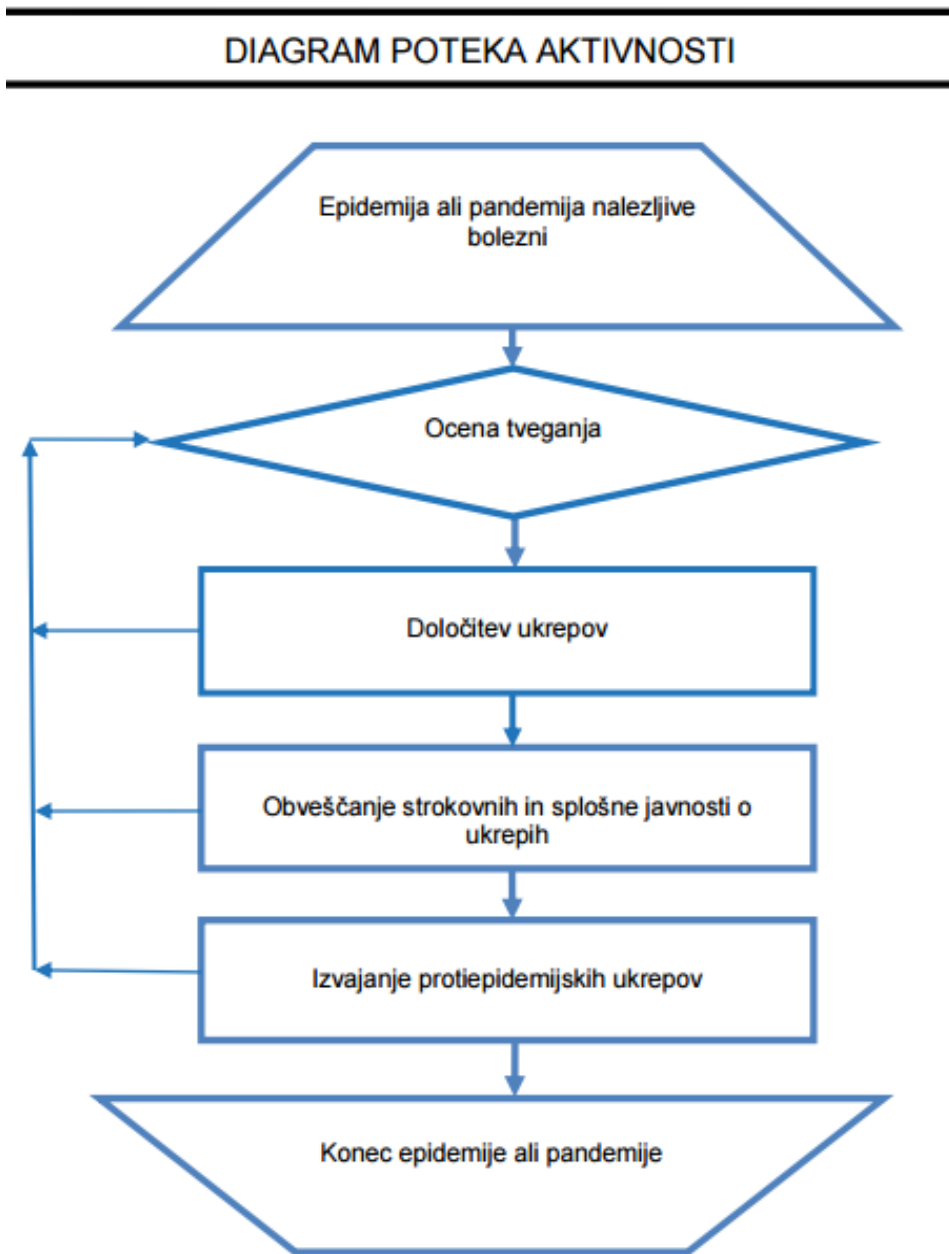 DIAGRAM POTEKA AKTIVNOSTI
Epidemija ali pandemija nalezljive
bolezni
Ocena tveganja
Določitev ukrepov
Obveščanje strokovnih in splošne javnosti o
ukrepih
Izvajanje protiepidemijskih ukrepov
Konec epidemije ali pandemije